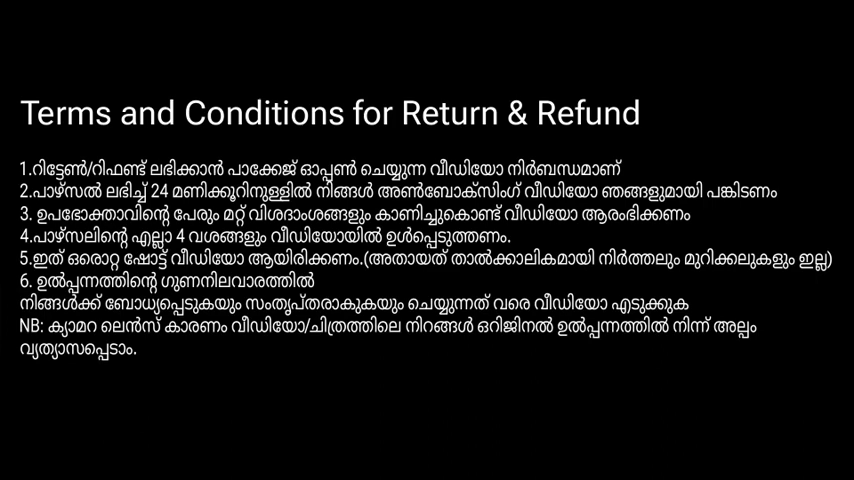 Terms and Conditions for Return & Refund
1.റിട്ടേൺ/റിഫണ്ട് ലഭിക്കാൻ പാക്കേജ് ഓപ്പൺ ചെയ്യുന്ന വീഡിയോ നിർബന്ധമാണ്
2.പാഴ്സൽ ലഭിച്ച് 24 മണിക്കൂറിനുള്ളിൽ നിങ്ങൾ അൺബോക്സിംഗ് വീഡിയോ ഞങ്ങളുമായി പങ്കിടണം
3. ഉപഭോക്താവിന്റെ പേരും മറ്റ് വിശദാംശങ്ങളും കാണിച്ചുകൊണ്ട് വീഡിയോ ആരംഭിക്കണം
4.പാഴ്സലിന്റെ എല്ലാ 4 വശങ്ങളും വീഡിയോയിൽ ഉൾപ്പെടുത്തണം.
5.ഇത് ഒരൊറ്റ ഷോട്ട് വീഡിയോ ആയിരിക്കണം.(അതായത് താൽക്കാലികമായി നിർത്തലും മുറിക്കലുകളും ഇല്ല)
6. ഉൽപ്പന്നത്തിന്റെ ഗുണനിലവാരത്തിൽ
നിങ്ങൾക്ക് ബോധ്യപ്പെടുകയും സംതൃപ്തരാകുകയും ചെയ്യുന്നത് വരെ വീഡിയോ എടുക്കുക
NB: ക്യാമറ ലെൻസ് കാരണം വീഡിയോ/ചിത്രത്തിലെ നിറങ്ങൾ ഒറിജിനൽ ഉൽപ്പന്നത്തിൽ നിന്ന് അല്പം
വ്യത്യാസപ്പെടാം.